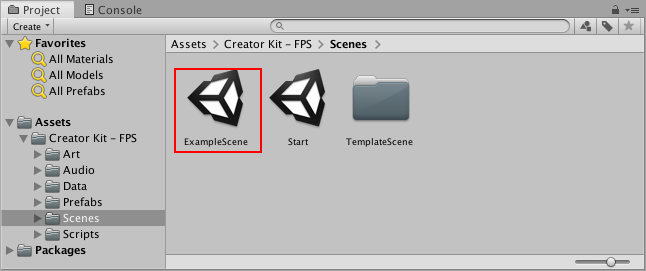 Project
Console
Create
Favorites
All Materials
All Models
All Prefabs
Assets
Creator Kit – FPS
Art
Audio
Data
Prefabs
Scenes
Scripts
Packages
Assets > Creator Kit – FPS > Scenes >
ExampleScene
Start
TemplateScene